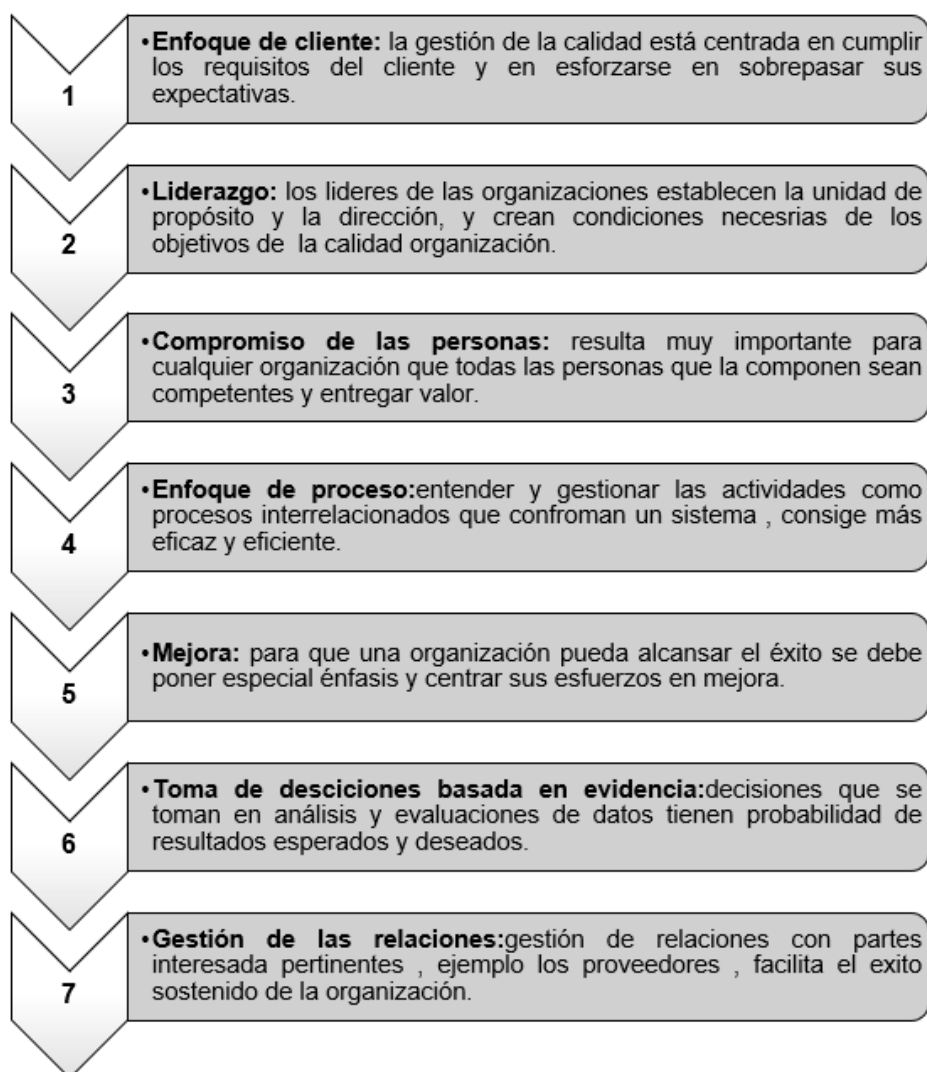 1
•Enfoque de cliente: la gestión de la calidad está centrada en cumplir
los requisitos del cliente y en esforzarse en sobrepasar sus
expectativas.
2
•Liderazgo: los lideres de las organizaciones establecen la unidad de
propósito y la dirección, y crean condiciones necesrias de los
objetivos de la calidad organización.
3
•Compromiso de las personas: resulta muy importante para
cualquier organización que todas las personas que la componen sean
competentes y entregar valor.
4
•Enfoque de proceso:entender y gestionar las actividades como
procesos interrelacionados que confroman un sistema , consige más
eficaz y eficiente.
5
•Mejora: para que una organización pueda alcansar el éxito se debe
poner especial énfasis y centrar sus esfuerzos en mejora.
6
•Toma de desciciones basada en evidencia:decisiones que se
toman en análisis y evaluaciones de datos tienen probabilidad de
resultados esperados y deseados.
7
•Gestión de las relaciones:gestión de relaciones con partes
interesada pertinentes , ejemplo los proveedores , facilita el exito
sostenido de la organización.